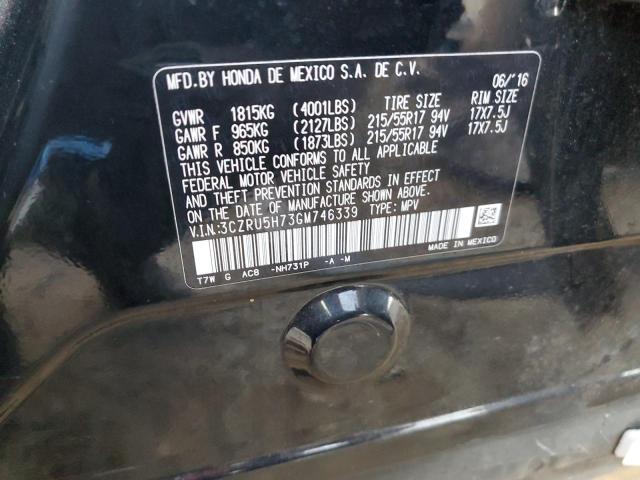 MFD.BY HONDA DE MEXICO S.A. DE C.V. 06/'16
GVWR 1815KG (4001LBS) TIRE SIZE RIM SIZE
GAWR F 965KG (2127LBS) 215/55R17 94V 17X7.5J
GAWR R 850KG (1873LBS) 215/55R17 94V 17X7.5J
THIS VEHICLE CONFORMS TO ALL APPLICABLE
FEDERAL MOTOR VEHICLE SAFETY
AND THEFT PREVENTION STANDARDS IN EFFECT
ON THE DATE OF MANUFACTURE SHOWN ABOVE.
V.I.N.:3CZRU5H73GM746339 TYPE: MPV
MADE IN MEXICO
T7W G AC8 -NH731P -A -M